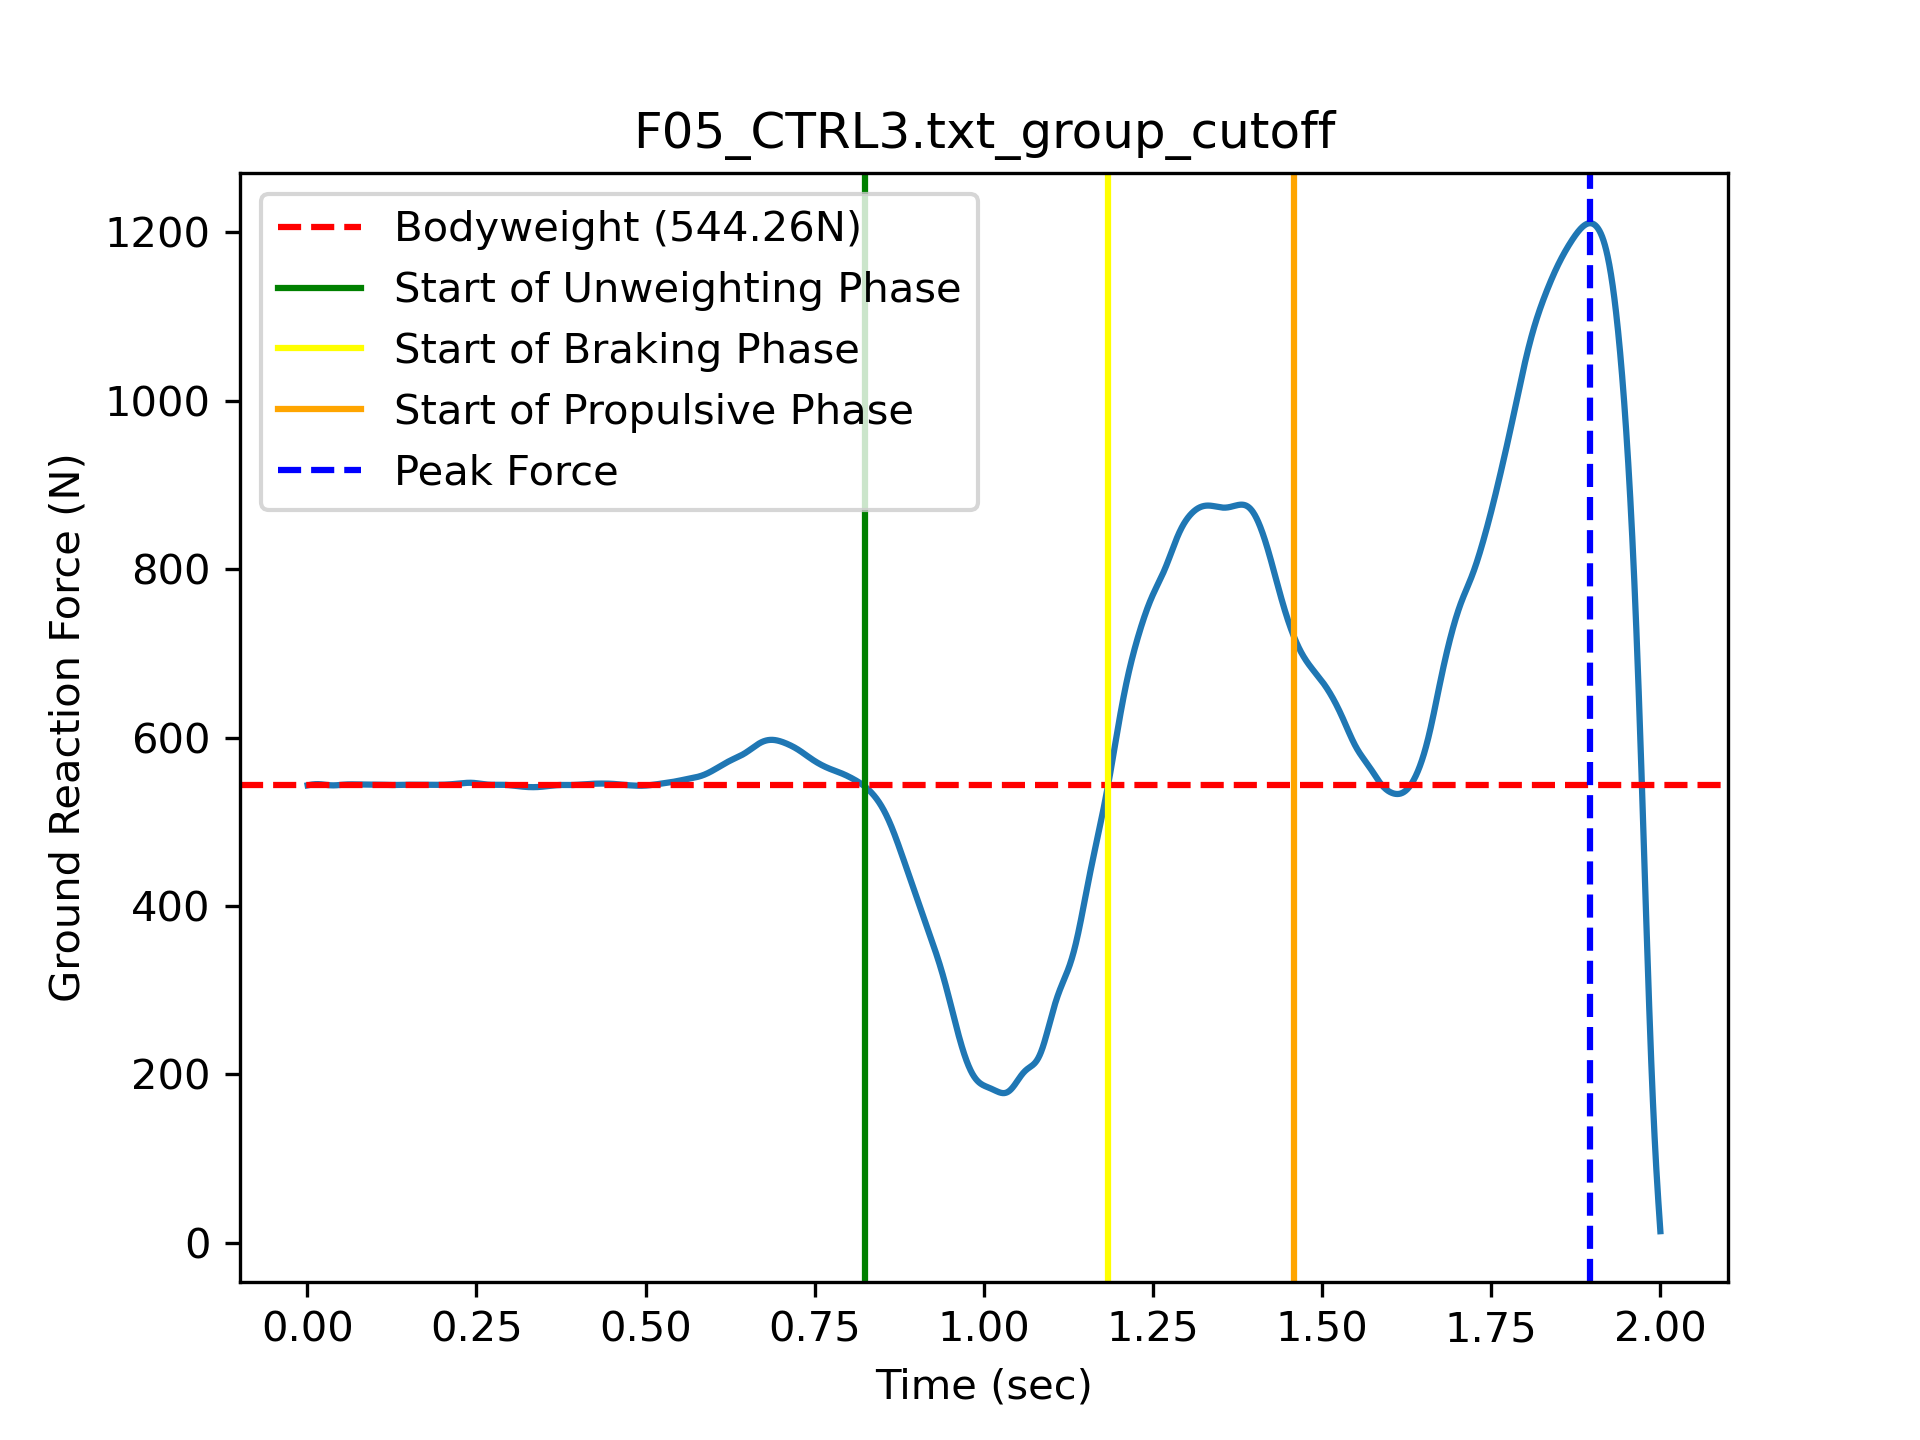 F05_CTRL3.txt_group_cutoff
Bodyweight (544.26N)
Start of Unweighting Phase
Start of Braking Phase
Start of Propulsive Phase
Peak Force
Ground Reaction Force (N)
1200
1000
800
600
400
200
0
0.00 0.25 0.50 0.75 1.00 1.25 1.50 1.75 2.00
Time (sec)